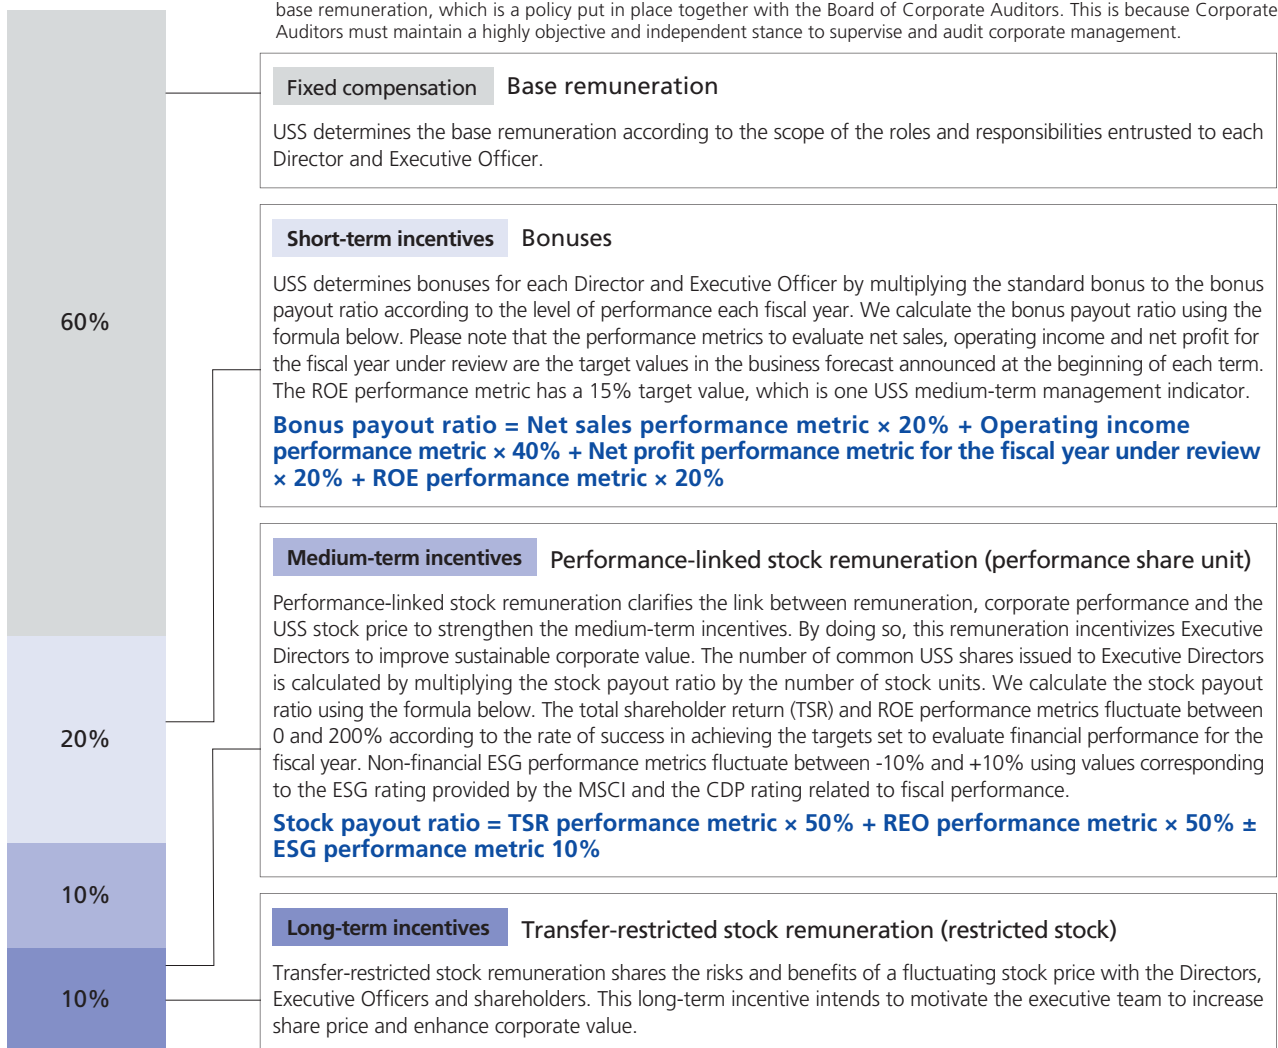 base remuneration, which is a policy put in place together with the Board of Corporate Auditors. This is because Corporate
Auditors must maintain a highly objective and independent stance to supervise and audit corporate management.
Fixed compensation Base remuneration
USS determines the base remuneration according to the scope of the roles and responsibilities entrusted to each
Director and Executive Officer.
Short-term incentives Bonuses
USS determines bonuses for each Director and Executive Officer by multiplying the standard bonus to the bonus
payout ratio according to the level of performance each fiscal year. We calculate the bonus payout ratio using the
formula below. Please note that the performance metrics to evaluate net sales, operating income and net profit for
the fiscal year under review are the target values in the business forecast announced at the beginning of each term.
The ROE performance metric has a 15% target value, which is one USS medium-term management indicator.
Bonus payout ratio = Net sales performance metric × 20% + Operating income
performance metric × 40% + Net profit performance metric for the fiscal year under review
× 20% + ROE performance metric × 20%
Medium-term incentives Performance-linked stock remuneration (performance share unit)
Performance-linked stock remuneration clarifies the link between remuneration, corporate performance and the
USS stock price to strengthen the medium-term incentives. By doing so, this remuneration incentivizes Executive
Directors to improve sustainable corporate value. The number of common USS shares issued to Executive Directors
is calculated by multiplying the stock payout ratio by the number of stock units. We calculate the stock payout
ratio using the formula below. The total shareholder return (TSR) and ROE performance metrics fluctuate between
0 and 200% according to the rate of success in achieving the targets set to evaluate financial performance for the
fiscal year. Non-financial ESG performance metrics fluctuate between -10% and +10% using values corresponding
to the ESG rating provided by the MSCI and the CDP rating related to fiscal performance.
Stock payout ratio = TSR performance metric × 50% + REO performance metric × 50% ±
ESG performance metric 10%
Long-term incentives Transfer-restricted stock remuneration (restricted stock)
Transfer-restricted stock remuneration shares the risks and benefits of a fluctuating stock price with the Directors,
Executive Officers and shareholders. This long-term incentive intends to motivate the executive team to increase
share price and enhance corporate value.
60%
20%
10%
10%